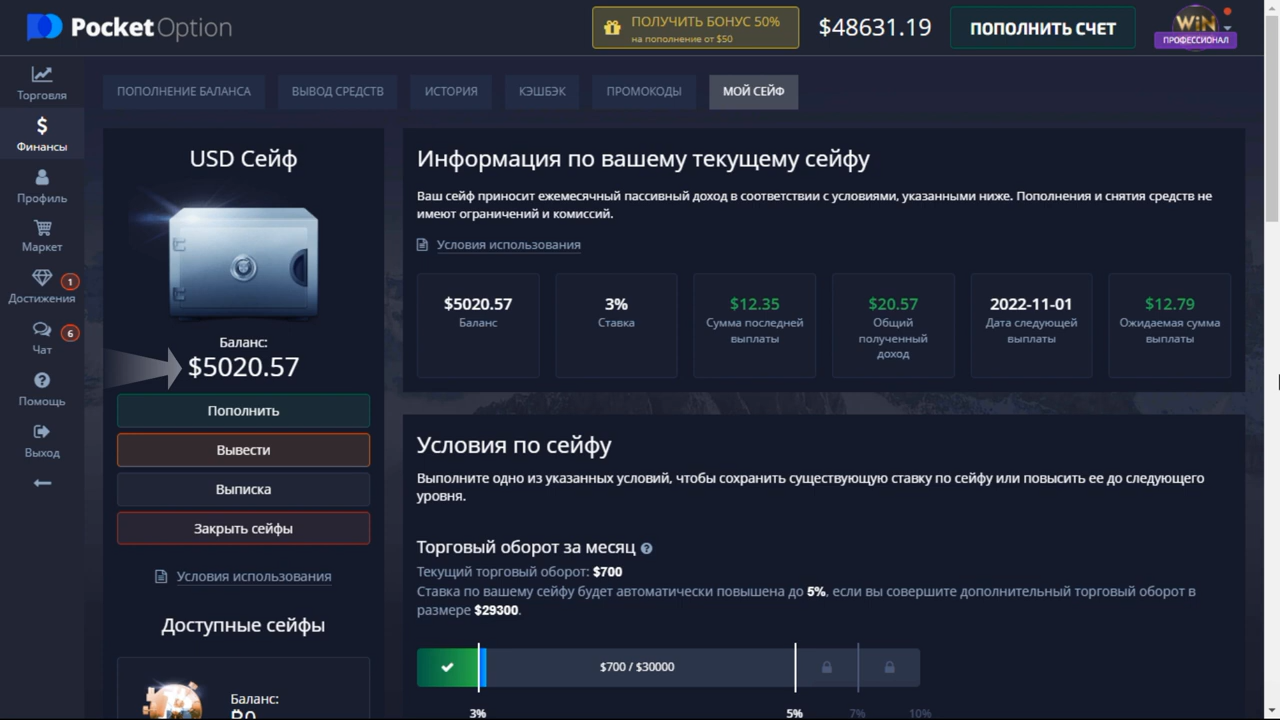 PocketOption
ПОЛУЧИТЬ БОНУС 50%
на пополнение от $50
$48631.19
ПОПОЛНИТЬ СЧЕТ
WiN
ПРОФЕССИОНАЛ
Торговля
Финансы
Профиль
Маркет
1
Достижения
6
Чат
Помощь
Выход
ПОПОЛНЕНИЕ БАЛАНСА
ВЫВОД СРЕДСТВ
ИСТОРИЯ
КЭШБЭК
ПРОМОКОДЫ
МОЙ СЕЙФ
USD Сейф
Баланс:
$5020.57
Пополнить
Вывести
Выписка
Закрыть сейфы
Условия использования
Доступные сейфы
Баланс:
Информация по вашему текущему сейфу
Ваш сейф приносит ежемесячный пассивный доход в соответствии с условиями, указанными ниже. Пополнения и снятия средств не
имеют ограничений и комиссий.
Условия использования
$5020.57
Баланс
3%
Ставка
$12.35
Сумма последней
выплаты
$20.57
Общий
полученный
доход
2022-11-01
Дата следующей
выплаты
$12.79
Ожидаемая сумма
выплаты
Условия по сейфу
Выполните одно из указанных условий, чтобы сохранить существующую ставку по сейфу или повысить ее до следующего
уровня.
Торговый оборот за месяц
Текущий торговый оборот: $700
Ставка по вашему сейфу будет автоматически повышена до 5%, если вы совершите дополнительный торговый оборот в
размере $29300.
$700 / $30000
3%
5%
7%
10%